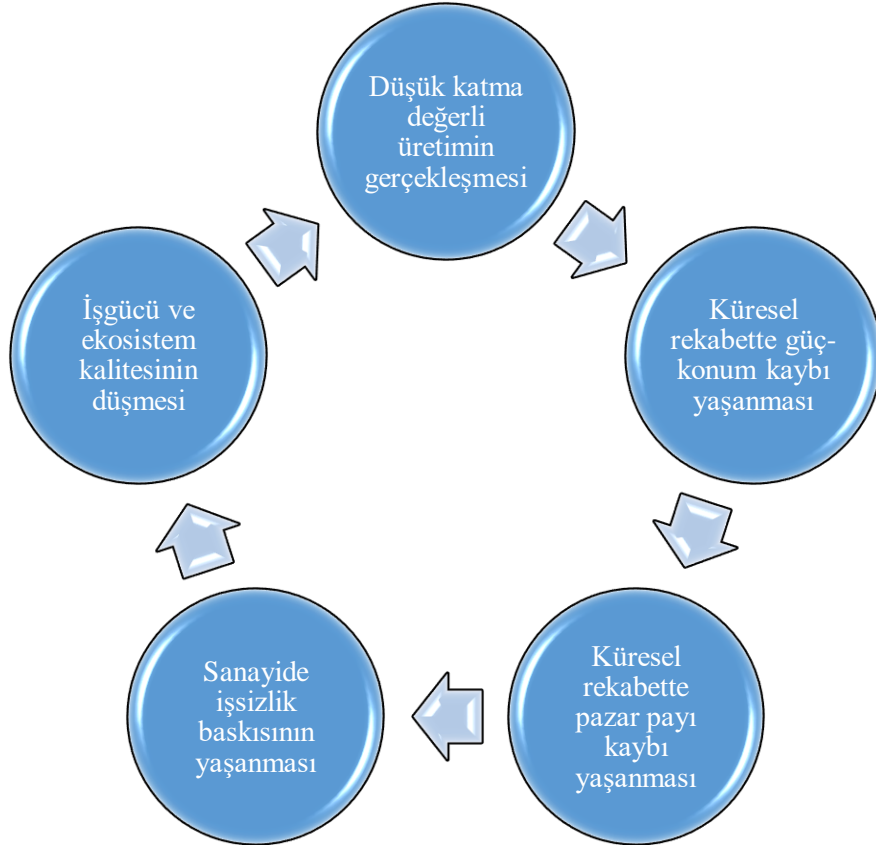 Düşük katma
değerli
üretimin
gerçekleşmesi
Küresel
rekabette güç-
konum kaybı
yaşanması
Küresel
rekabette
pazar payı
kaybı
yaşanması
Sanayide
işsizlik
baskısının
yaşanması
İşgücü ve
ekosistem
kalitesinin
düşmesi